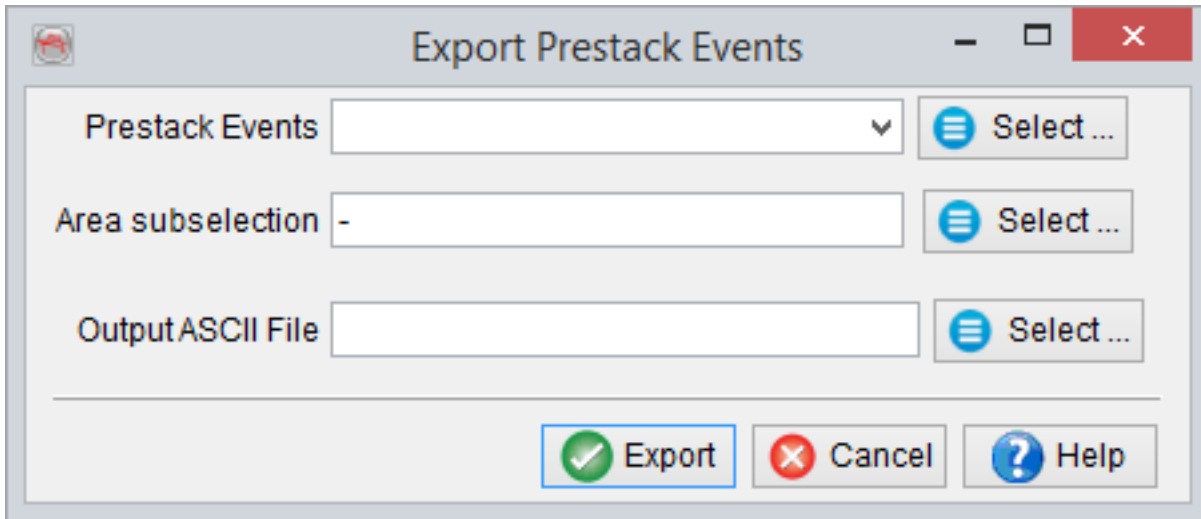 Export Prestack Events
Prestack Events Select ...
Area subselection - Select ...
Output ASCII File Select ...
Export Cancel Help